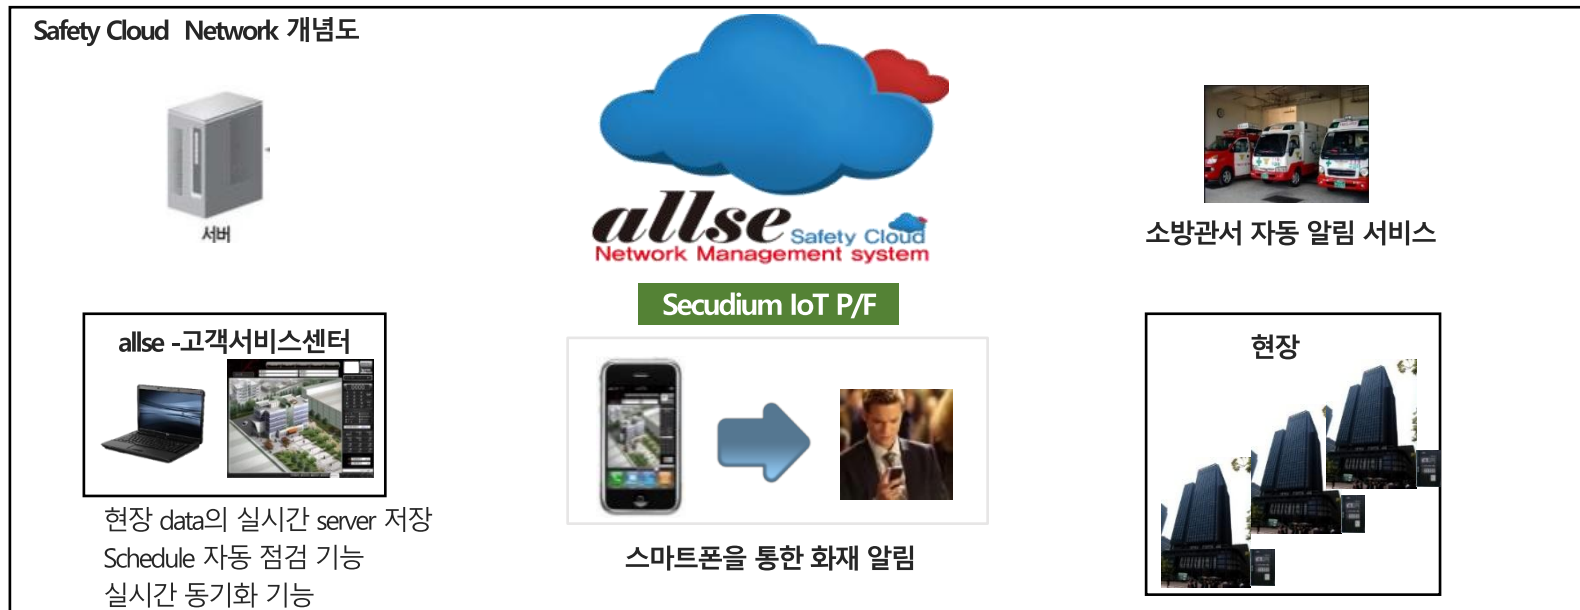 Safety Cloud Network 개념도
서버
allse Safety Cloud
Network Management system
소방관서 자동 알림 서비스
Secudium IoT P/F
allse -고객서비스센터
현장
현장 data의 실시간 server 저장
Schedule 자동 점검 기능
실시간 동기화 기능
스마트폰을 통한 화재 알림